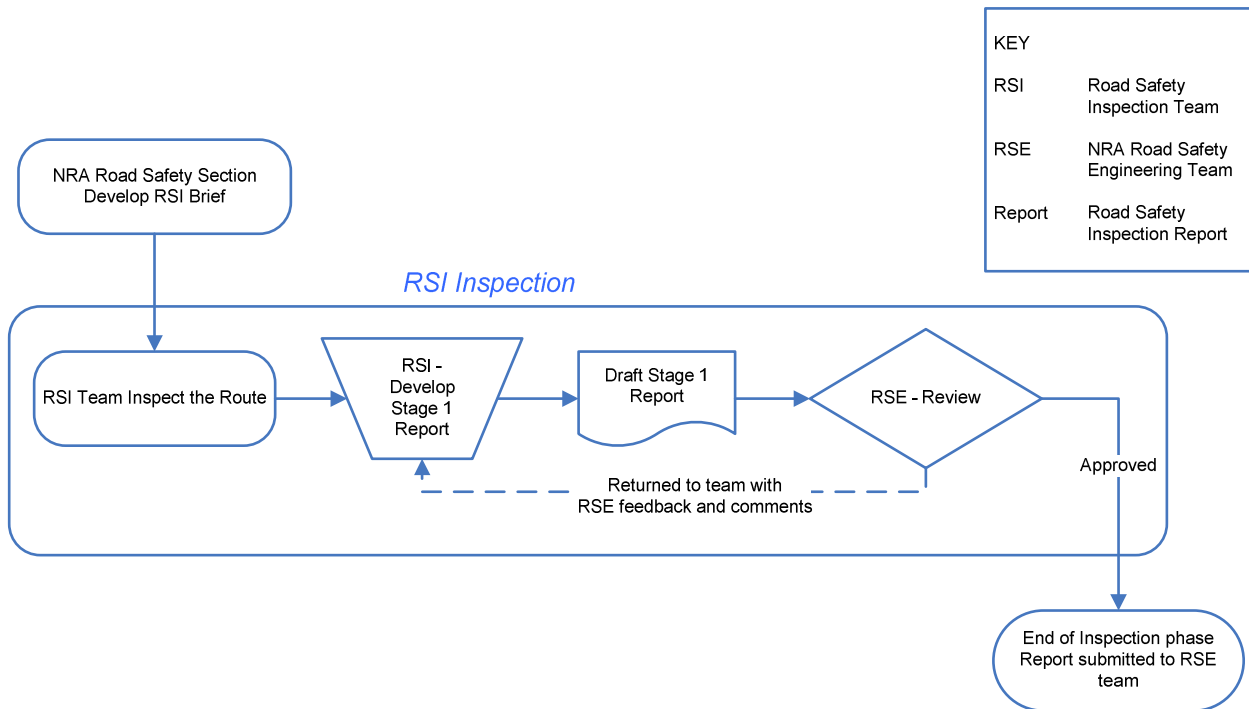 KEY
RSI Road Safety
Inspection Team
RSE NRA Road Safety
Engineering Team
Report Road Safety
Inspection Report
NRA Road Safety Section
Develop RSI Brief
RSI Inspection
RSI Team Inspect the Route
RSI -
Develop
Stage 1
Report
Draft Stage 1
Report
RSE - Review
Approved
Returned to team with
RSE feedback and comments
End of Inspection phase
Report submitted to RSE
team